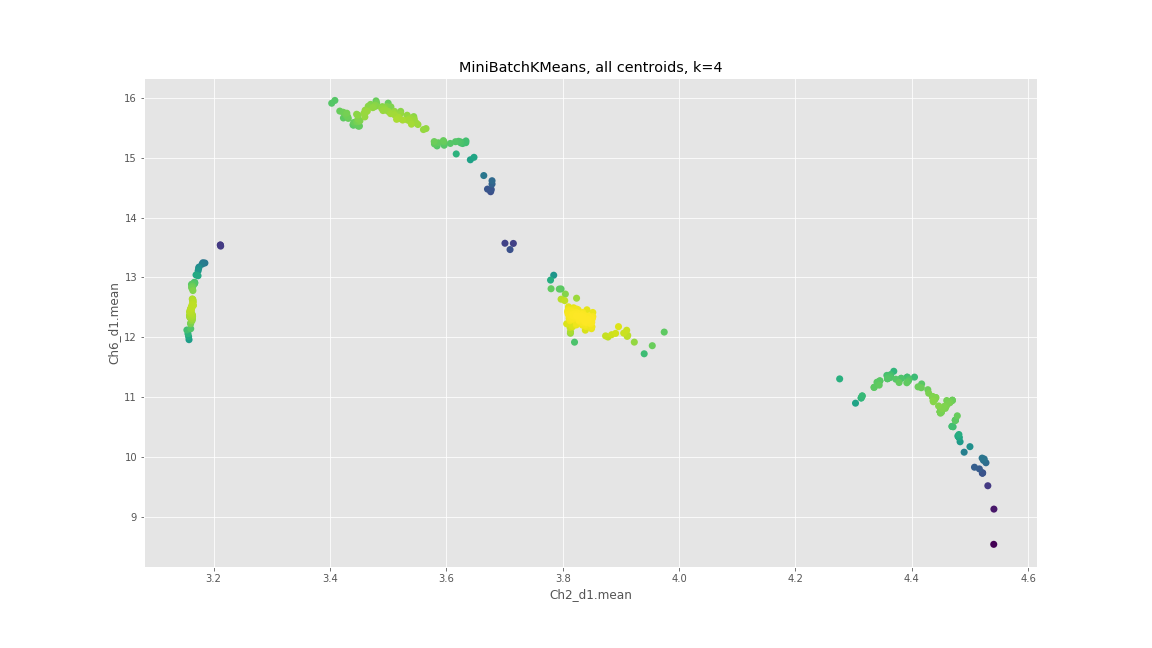 MiniBatchKMeans, all centroids, k=4
Ch6_d1.mean
16
15
14
13
12
11
10
9
3.2 3.4 3.6 3.8 4.0 4.2 4.4 4.6
Ch2_d1.mean